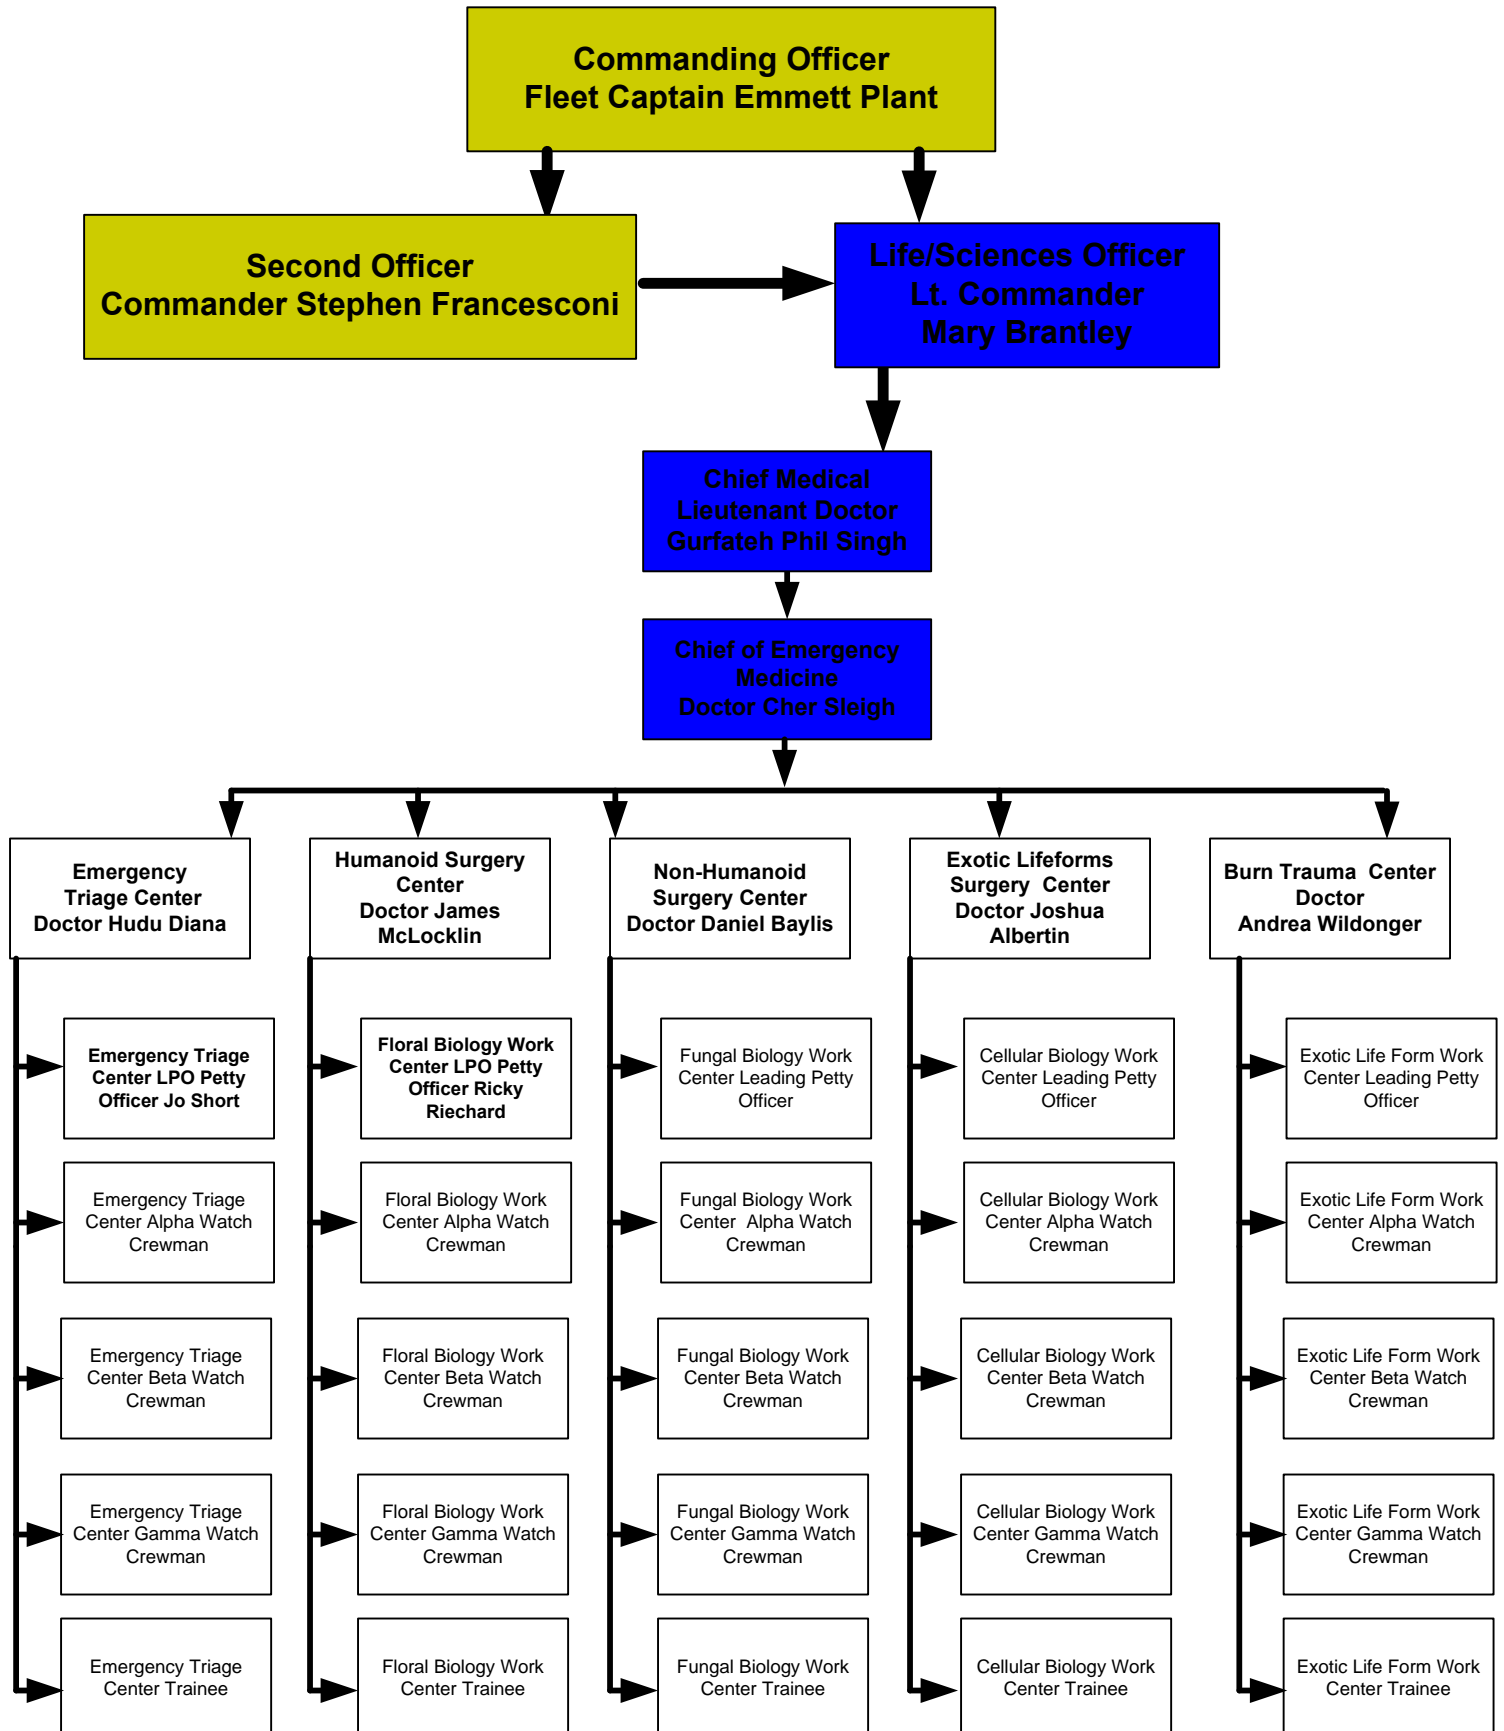 Commanding Officer
Fleet Captain Emmett Plant
Second Officer
Commander Stephen Francesconi
Life/Sciences Officer
Lt. Commander
Mary Brantley
Chief Medical
Lieutenant Doctor
Gurfateh Phil Singh
Chief of Emergency
Medicine
Doctor Cher Sleigh
Emergency
Triage Center
Doctor Hudu Diana
Humanoid Surgery
Center
Doctor James
McLocklin
Non-Humanoid
Surgery Center
Doctor Daniel Baylis
Exotic Lifeforms
Surgery Center
Doctor Joshua
Albertin
Burn Trauma Center
Doctor
Andrea Wildonger
Emergency Triage
Center LPO Petty
Officer Jo Short
Floral Biology Work
Center LPO Petty
Officer Ricky
Riechard
Fungal Biology Work
Center Leading Petty
Officer
Cellular Biology Work
Center Leading Petty
Officer
Exotic Life Form Work
Center Leading Petty
Officer
Emergency Triage
Center Alpha Watch
Crewman
Floral Biology Work
Center Alpha Watch
Crewman
Fungal Biology Work
Center Alpha Watch
Crewman
Cellular Biology Work
Center Alpha Watch
Crewman
Exotic Life Form Work
Center Alpha Watch
Crewman
Emergency Triage
Center Beta Watch
Crewman
Floral Biology Work
Center Beta Watch
Crewman
Fungal Biology Work
Center Beta Watch
Crewman
Cellular Biology Work
Center Beta Watch
Crewman
Exotic Life Form Work
Center Beta Watch
Crewman
Emergency Triage
Center Gamma Watch
Crewman
Floral Biology Work
Center Gamma Watch
Crewman
Fungal Biology Work
Center Gamma Watch
Crewman
Cellular Biology Work
Center Gamma Watch
Crewman
Exotic Life Form Work
Center Gamma Watch
Crewman
Emergency Triage
Center Trainee
Floral Biology Work
Center Trainee
Fungal Biology Work
Center Trainee
Cellular Biology Work
Center Trainee
Exotic Life Form Work
Center Trainee